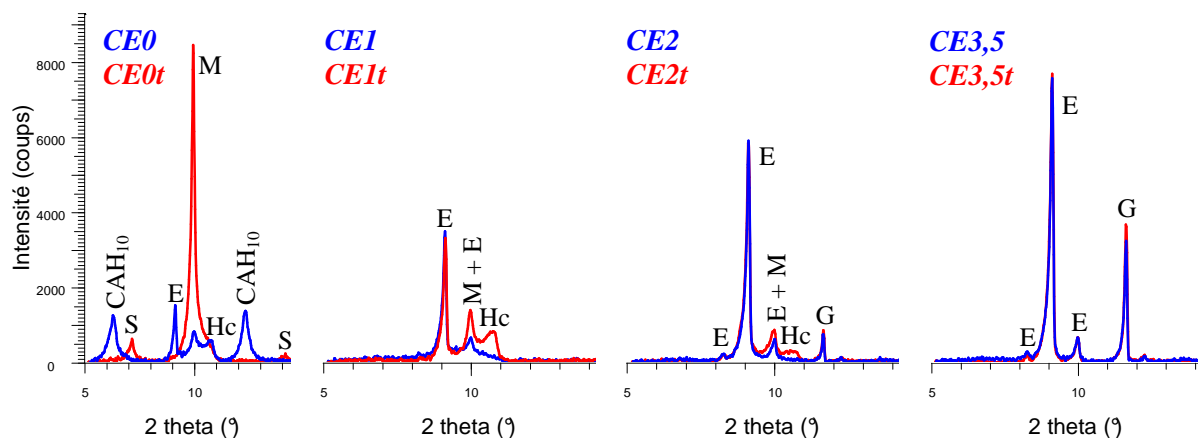 Intensité (coups)
8000
6000
4000
2000
0
CE0
CE0t
M
CAH10
S
E
Hc
CAH10
S
5
10
2 theta (°)
CE1
CE1t
E
M + E
Hc
5
10
2 theta (°)
CE2
CE2t
E
E
E + M
Hc
G
5
10
2 theta (°)
CE3,5
CE3,5t
E
E
E
G
5
10
2 theta (°)